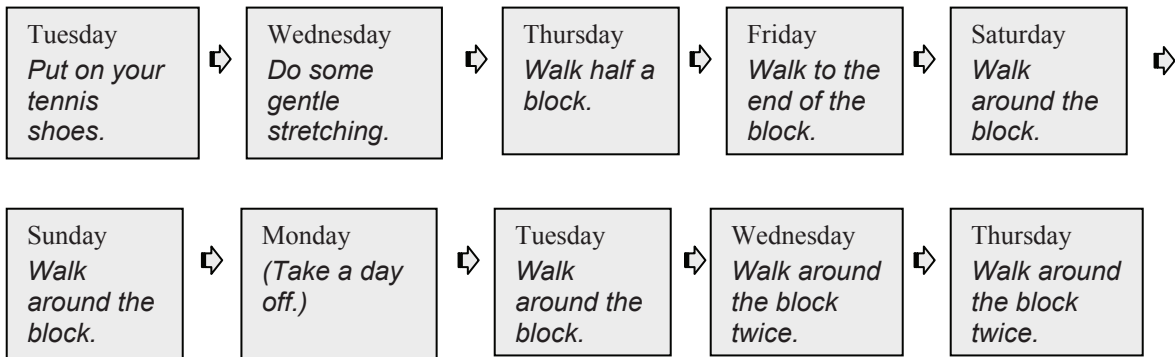 Tuesday
Put on your
tennis
shoes.
Wednesday
Do some
gentle
stretching.
Thursday
Walk half a
block.
Friday
Walk to the
end of the
block.
Saturday
Walk
around the
block.
Sunday
Walk
around the
block.
Monday
(Take a day
off.)
Tuesday
Walk
around the
block.
Wednesday
Walk around
the block
twice.
Thursday
Walk around
the block
twice.